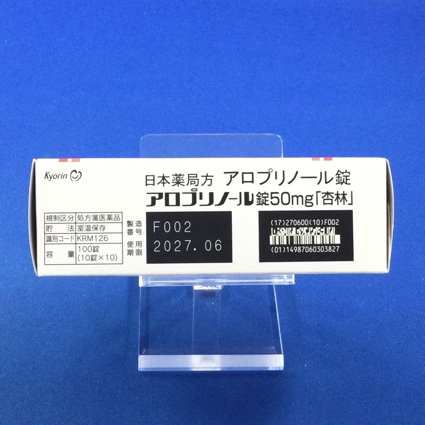 Kyorin
日本薬局方 アロプリノール錠
アロプリノール錠50mg「杏林」
規制区分 処方箋医薬品
貯法 室温保存
識別コード KRM126
容量 100錠
(10錠×10)
製造番号 F002
使用期限 2027.06
(17)270600(10)F002
(01)14987060303827